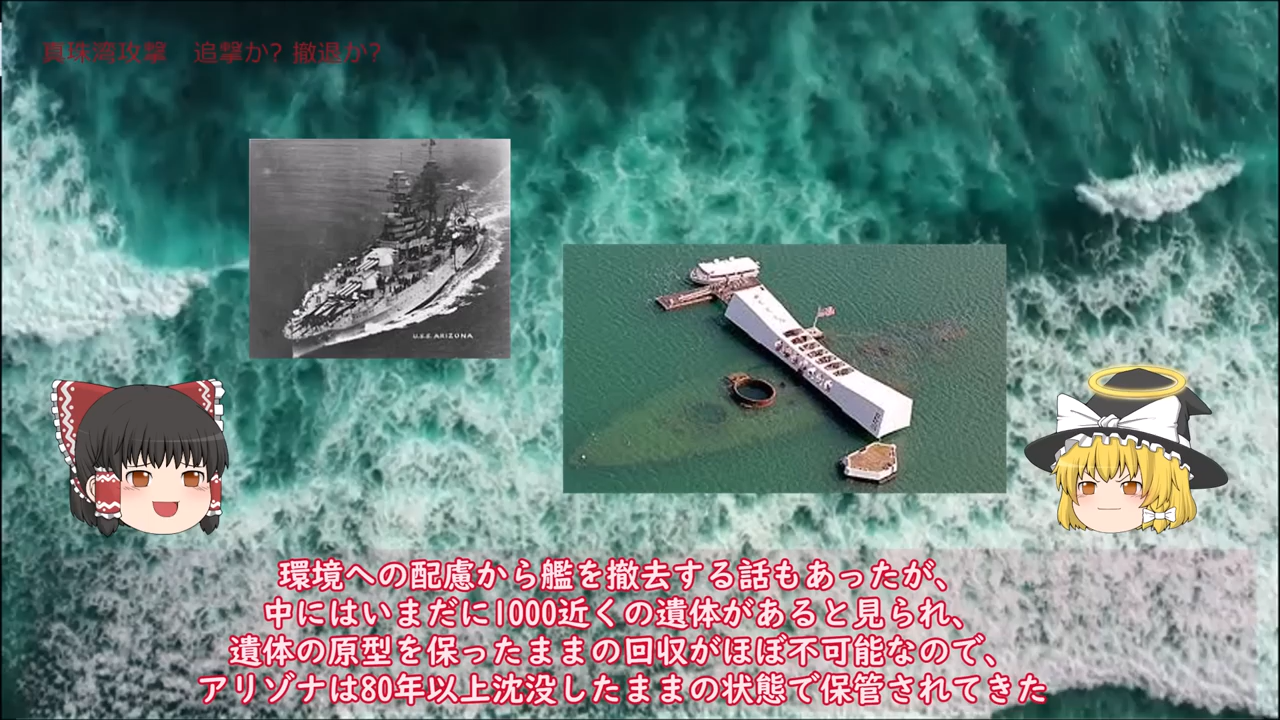 真珠湾攻撃　追撃か？撤退か？
U.S.S. ARIZONA
環境への配慮から艦を撤去する話もあったが、
中にはいまだに1000近くの遺体があると見られ、
遺体の原型を保ったままの回収がほぼ不可能なので、
アリゾナは80年以上沈没したままの状態で保管されてきた